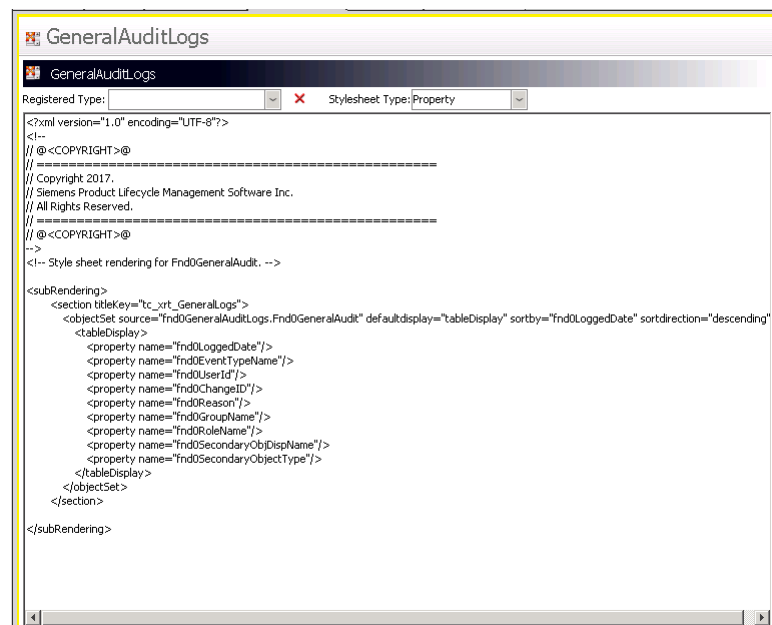 GeneralAuditLogs
GeneralAuditLogs
Registered Type: Stylesheet Type: Property
<?xml version="1.0" encoding="UTF-8"?>
<!--
// @<COPYRIGHT>@
// ==================================================
// Copyright 2017.
// Siemens Product Lifecycle Management Software Inc.
// All Rights Reserved.
// ==================================================
// @<COPYRIGHT>@
-->
<!-- Style sheet rendering for Fnd0GeneralAudit. -->
<subRendering>
<section titleKey="tc_xrt_GeneralLogs">
<objectSet source="fnd0GeneralAuditLogs.Fnd0GeneralAudit" defaultdisplay="tableDisplay" sortby="fnd0LoggedDate" sortdirection="descending"
<tableDisplay>
<property name="fnd0LoggedDate"/>
<property name="fnd0EventTypeName"/>
<property name="fnd0UserId"/>
<property name="fnd0ChangeID"/>
<property name="fnd0Reason"/>
<property name="fnd0GroupName"/>
<property name="fnd0RoleName"/>
<property name="fnd0SecondaryObjDispName"/>
<property name="fnd0SecondaryObjectType"/>
</tableDisplay>
</objectSet>
</section>
</subRendering>